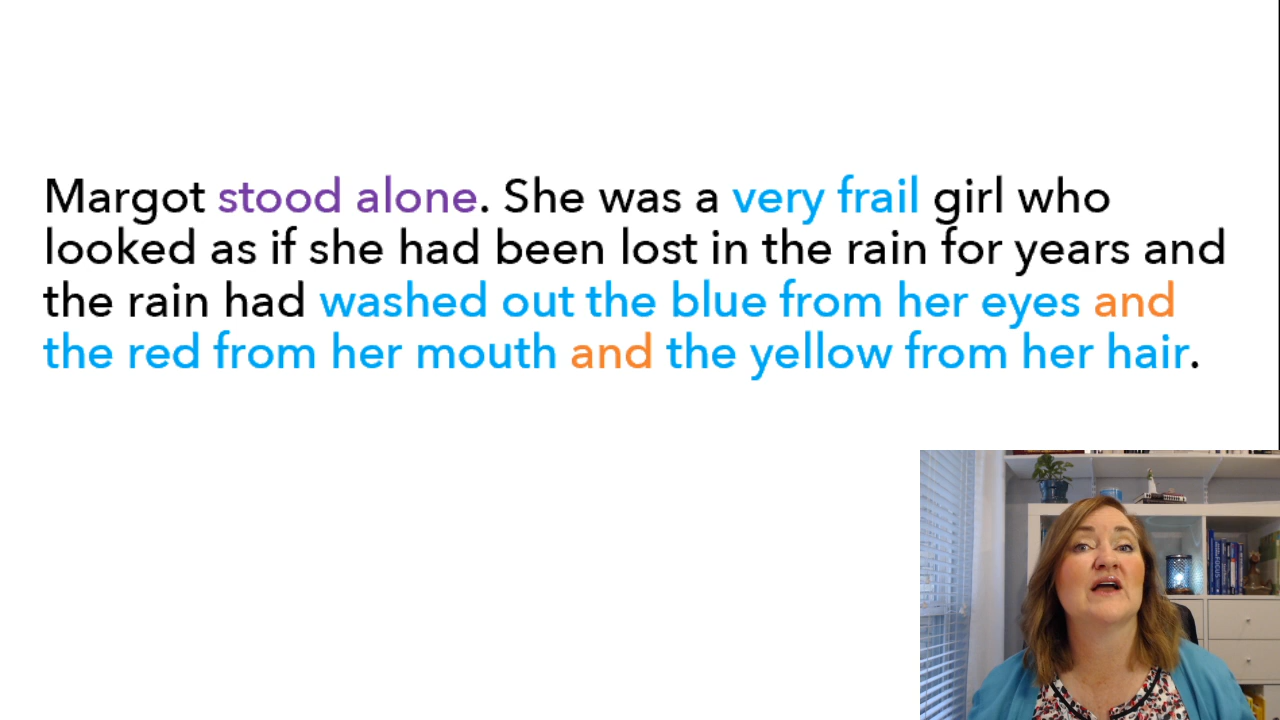 Margot stood alone. She was a very frail girl who
looked as if she had been lost in the rain for years and
the rain had washed out the blue from her eyes and
the red from her mouth and the yellow from her hair.